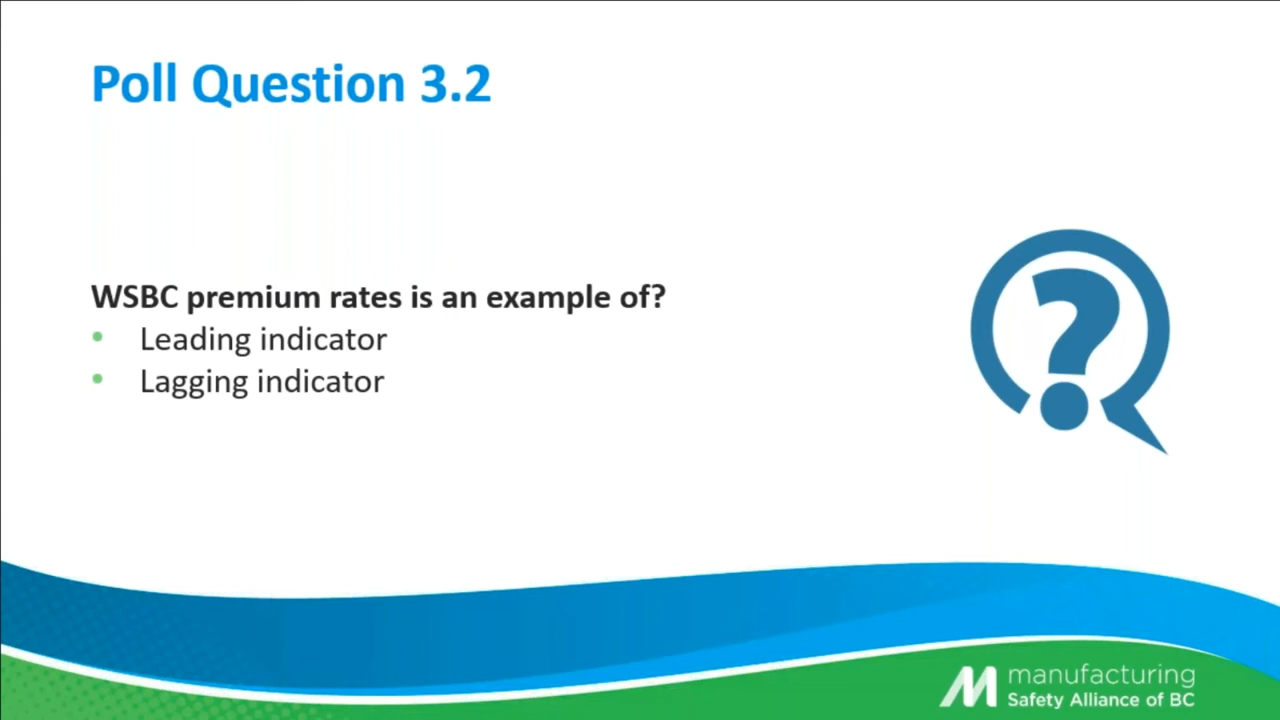 Poll Question 3.2
WSBC premium rates is an example of?
• Leading indicator
• Lagging indicator
manufacturing
Safety Alliance of BC